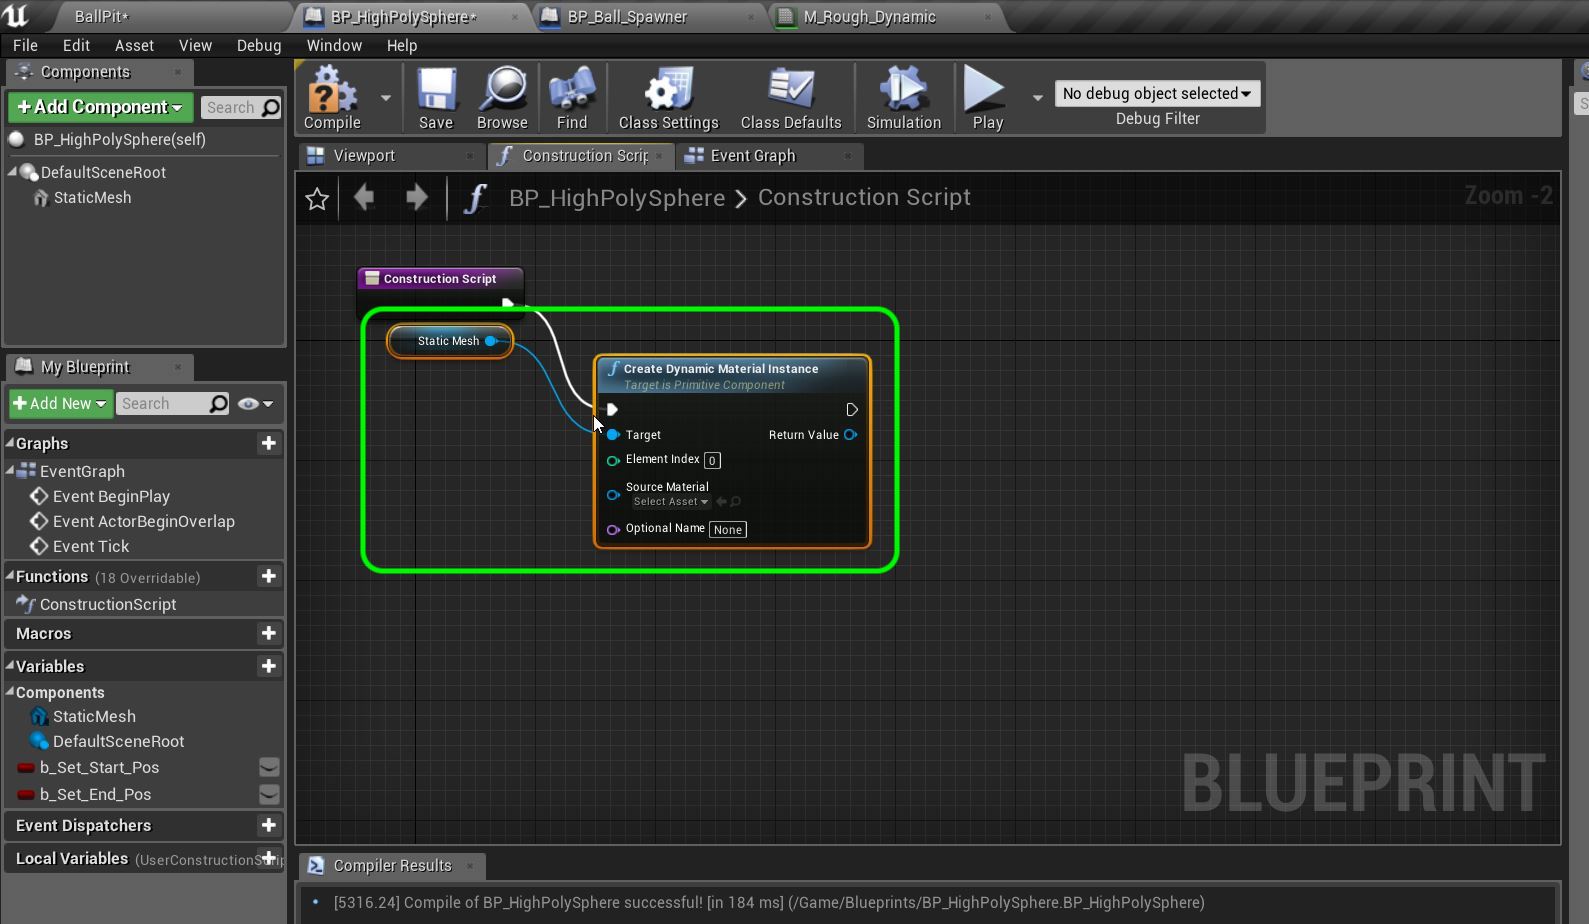 BallPit*
BP_HighPolySphere*
BP_Ball_Spawner
M_Rough_Dynamic
File Edit Asset View Debug Window Help
Components
+Add Component
Search
BP_HighPolySphere(self)
DefaultSceneRoot
StaticMesh
Compile
Save
Browse
Find
Class Settings
Class Defaults
Simulation
Play
No debug object selected
Debug Filter
Viewport
Construction Scrip
Event Graph
BP_HighPolySphere > Construction Script
Zoom -2
Construction Script
Static Mesh
Create Dynamic Material Instance
Target is Primitive Component
Target
Return Value
Element Index 0
Source Material
Select Asset
Optional Name None
BLUEPRINT
My Blueprint
+Add New
Search
Graphs
EventGraph
Event BeginPlay
Event ActorBeginOverlap
Event Tick
Functions (18 Overridable)
ConstructionScript
Macros
Variables
Components
StaticMesh
DefaultSceneRoot
b_Set_Start_Pos
b_Set_End_Pos
Event Dispatchers
Local Variables (UserConstructionScrip
Compiler Results
[5316.24] Compile of BP_HighPolySphere successful! [in 184 ms] (/Game/Blueprints/BP_HighPolySphere.BP_HighPolySphere)